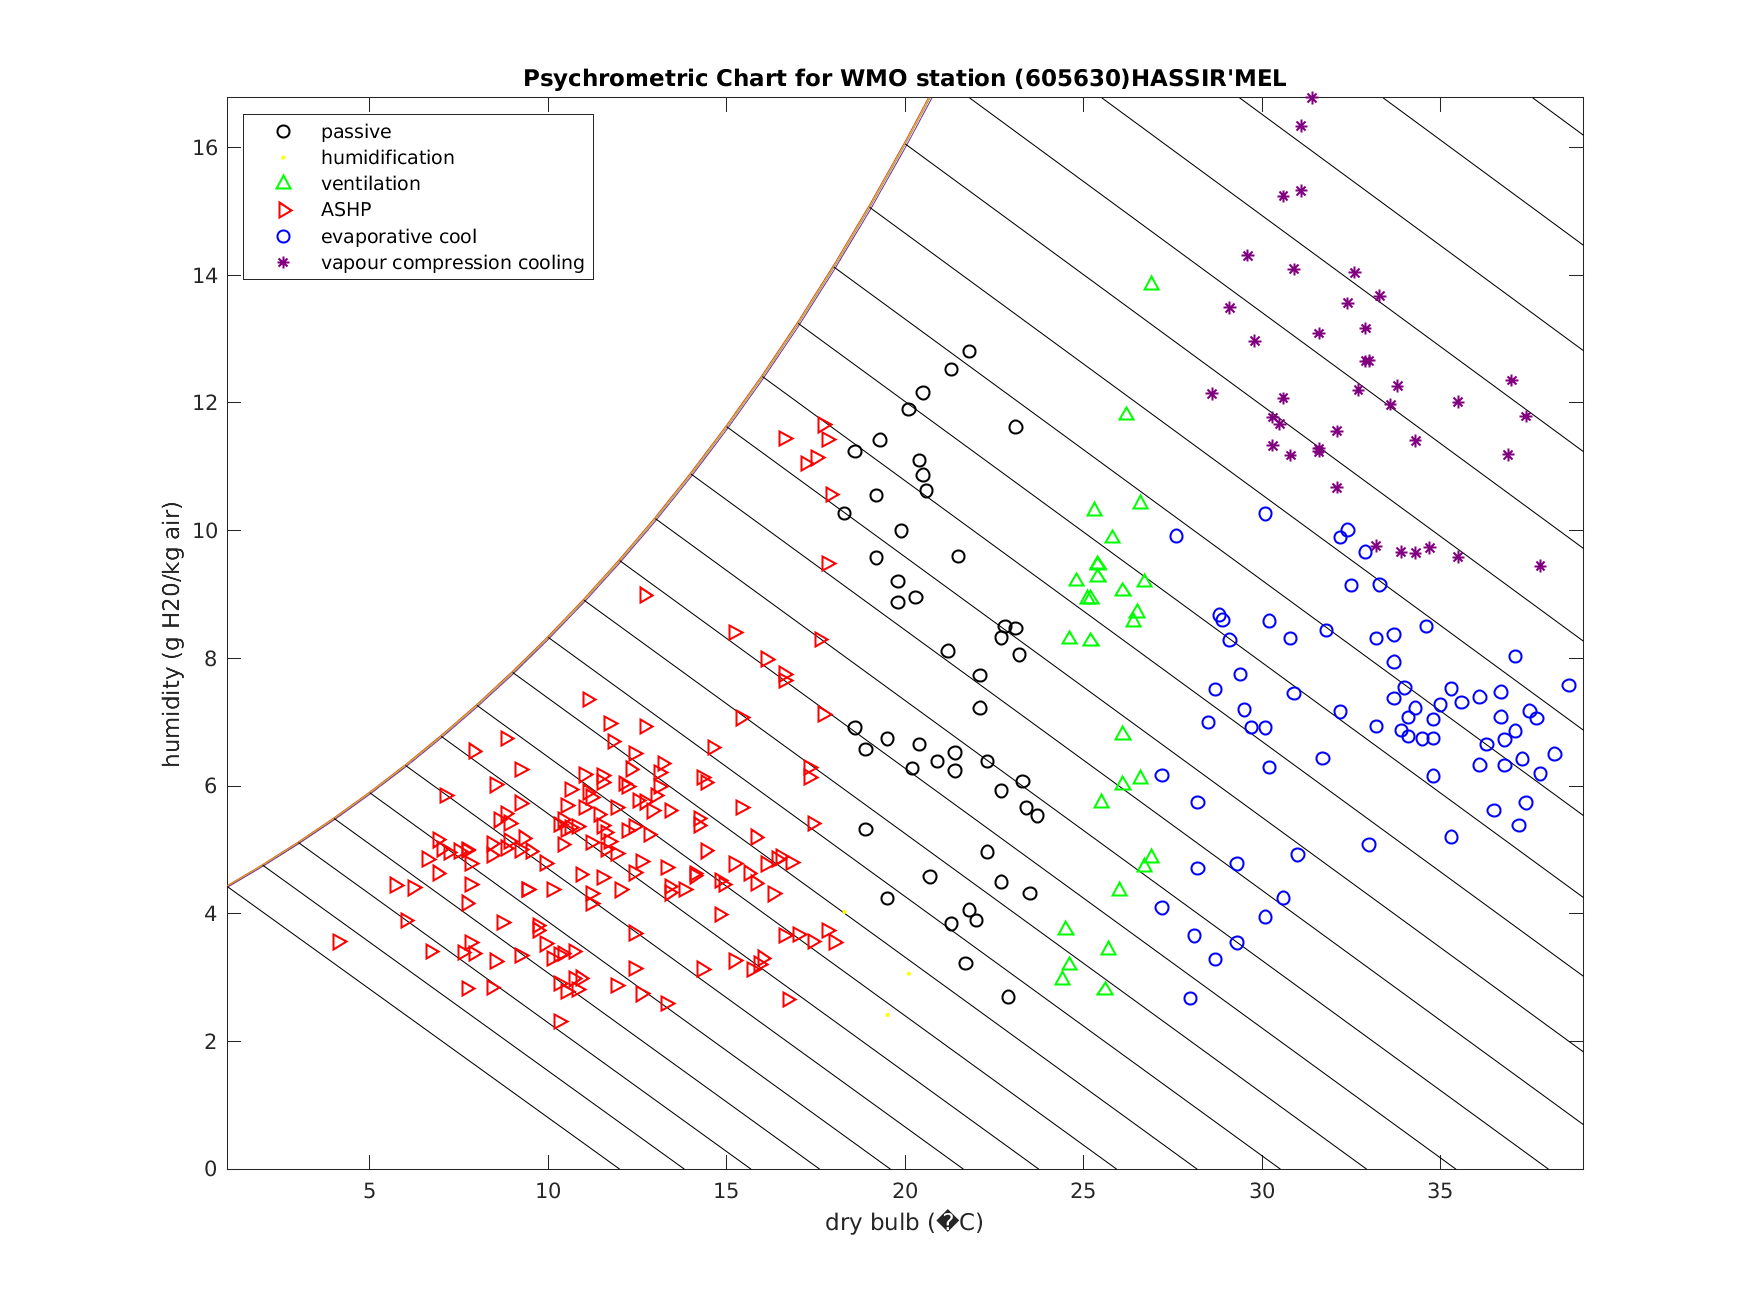 Psychrometric Chart for WMO station (605630)HASSIR'MEL
passive
humidification
ventilation
ASHP
evaporative cool
vapour compression cooling
humidity (g H20/kg air)
16
14
12
10
8
6
4
2
0
5 10 15 20 25 30 35
dry bulb (�C)